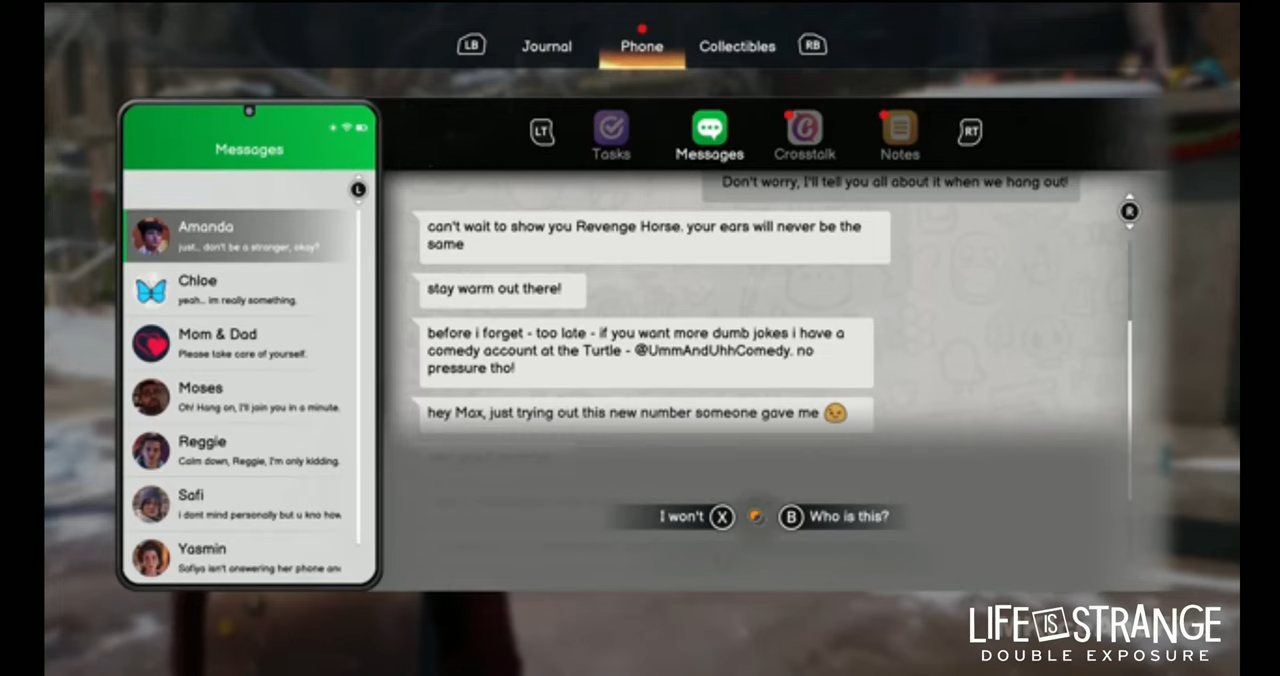 LB Journal Phone Collectibles RB
LT Tasks Messages Crosstalk Notes RT
Messages
L
Amanda
just... don't be a stranger, okay?
Chloe
yeah... im really something.
Mom & Dad
Please take care of yourself.
Moses
Oh! Hang on, I'll join you in a minute.
Reggie
Calm down, Reggie, I'm only kidding.
Safi
i dont mind personally but u kno how
Yasmin
Safiya isn't answering her phone and
Don't worry, I'll tell you all about it when we hang out!
R
can't wait to show you Revenge Horse. your ears will never be the
same
stay warm out there!
before i forget - too late - if you want more dumb jokes i have a
comedy account at the Turtle - @UmmAndUhhComedy. no
pressure tho!
hey Max, just trying out this new number someone gave me
I won't X B Who is this?
LIFE IS STRANGE
DOUBLE EXPOSURE